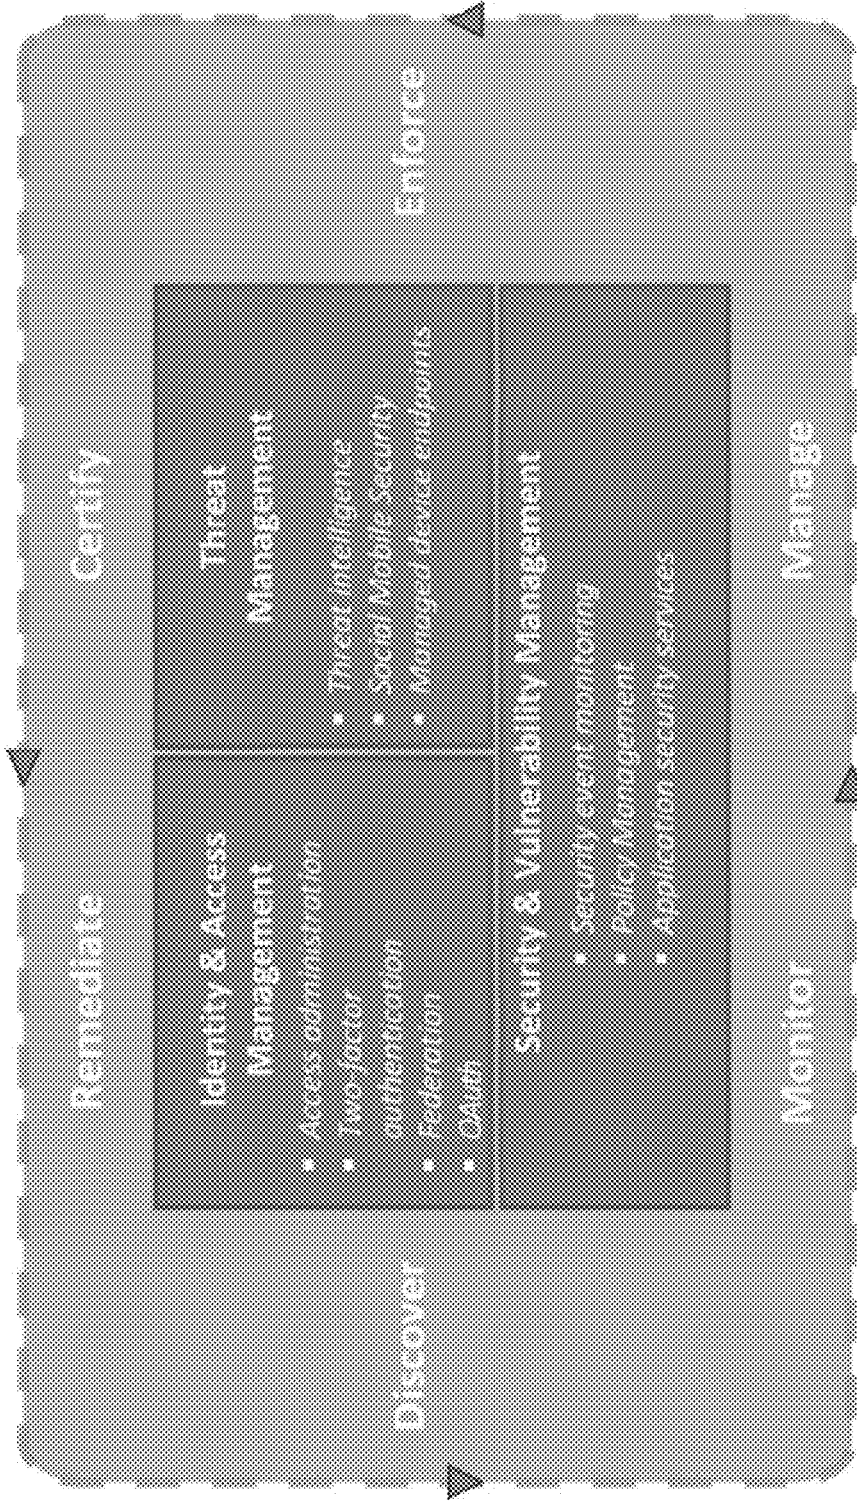 Remediate
Certify
Discover
Identity & Access
Management
▪ Access administration
▪ Two-factor
authentication
▪ Federation
▪ OAuth
Threat
Management
▪ Threat Intelligence
▪ Social Mobile Security
▪ Managed device endpoints
Enforce
Security & Vulnerability Management
▪ Security event monitoring
▪ Policy Management
▪ Application security services
Monitor
Manage